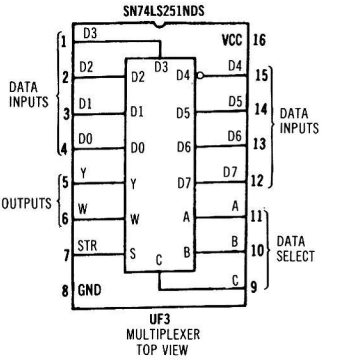 SN74LS251NDS
1 D3 VCC 16
D3
2 D2 D2 D4 D4 15
DATA
INPUTS
3 D1 D1 D5 D5 14
DATA
INPUTS
4 D0 D0 D6 D6 13
5 Y Y D7 D7 12
OUTPUTS
6 W W A A 11
7 STR S B B 10
DATA
SELECT
C
8 GND C 9
UF3
MULTIPLEXER
TOP VIEW